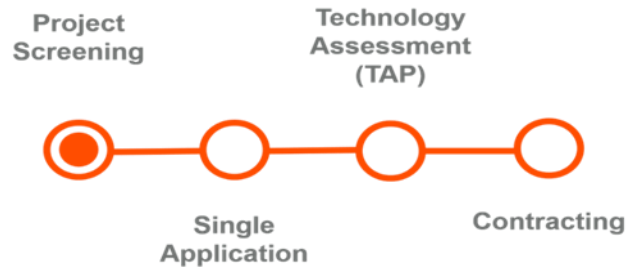 Project
Screening
Single
Application
Technology
Assessment
(TAP)
Contracting